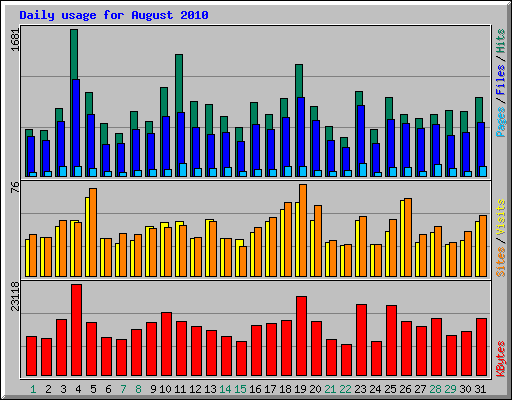 Daily usage for August 2010
1681
Pages / Files / Hits
76
Sites / Visits
23118
KBytes
1 2 3 4 5 6 7 8 9 10 11 12 13 14 15 16 17 18 19 20 21 22 23 24 25 26 27 28 29 30 31